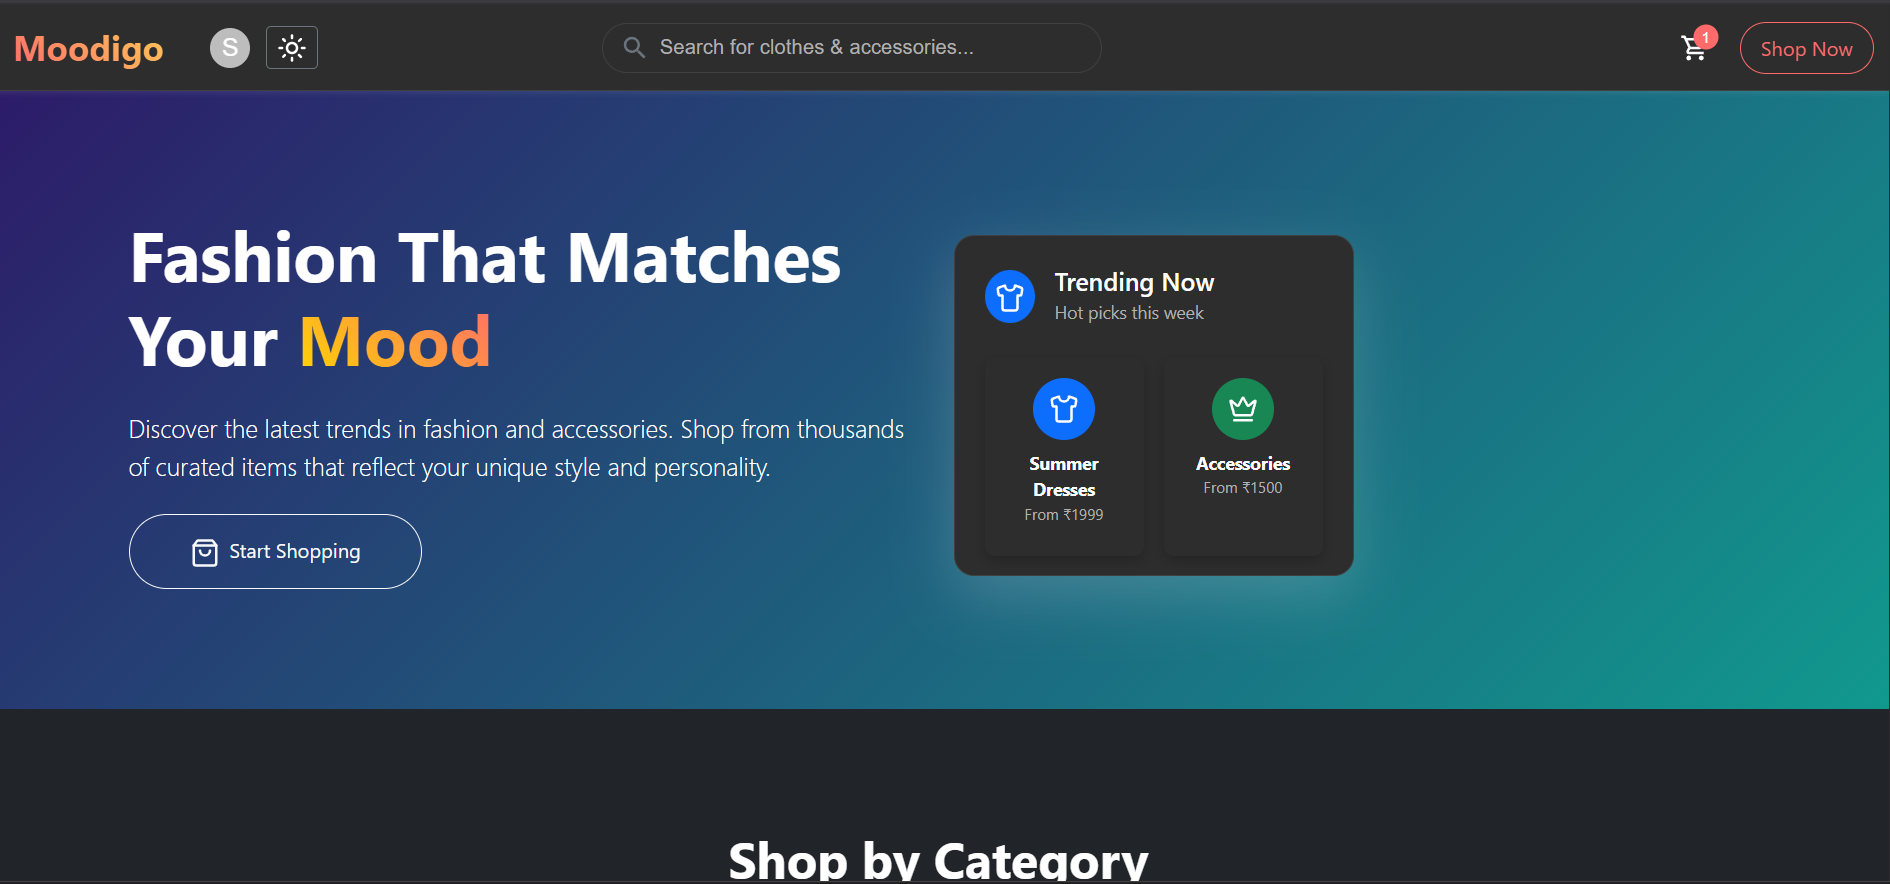 Moodigo
S
Search for clothes & accessories...
1
Shop Now
Fashion That Matches
Your Mood
Discover the latest trends in fashion and accessories. Shop from thousands
of curated items that reflect your unique style and personality.
Start Shopping
Trending Now
Hot picks this week
Summer
Dresses
From ₹1999
Accessories
From ₹1500
Shop by Category